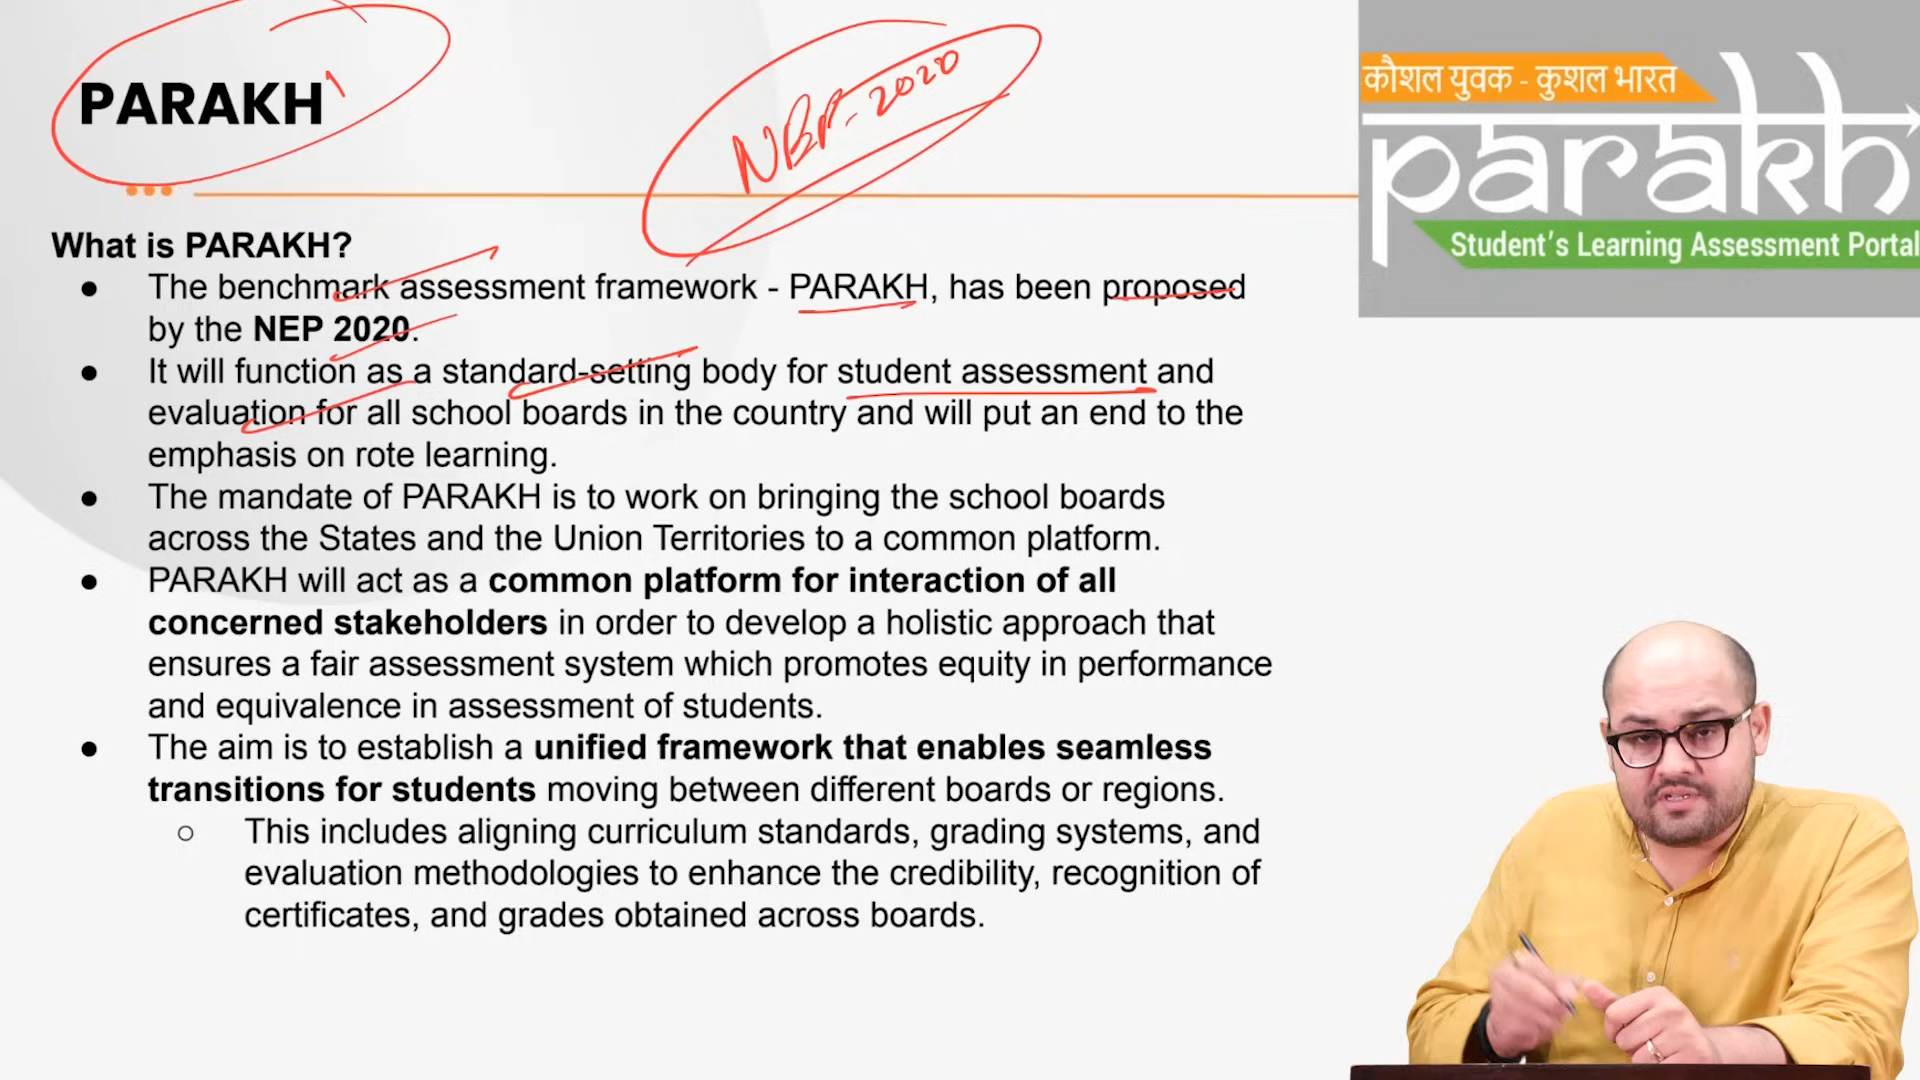 PARAKH
NEP-2020
कौशल युवक - कुशल भारत
parakh
Student's Learning Assessment Portal
What is PARAKH?
● The benchmark assessment framework - PARAKH, has been proposed
by the NEP 2020.
● It will function as a standard-setting body for student assessment and
evaluation for all school boards in the country and will put an end to the
emphasis on rote learning.
● The mandate of PARAKH is to work on bringing the school boards
across the States and the Union Territories to a common platform.
● PARAKH will act as a common platform for interaction of all
concerned stakeholders in order to develop a holistic approach that
ensures a fair assessment system which promotes equity in performance
and equivalence in assessment of students.
● The aim is to establish a unified framework that enables seamless
transitions for students moving between different boards or regions.
○ This includes aligning curriculum standards, grading systems, and
evaluation methodologies to enhance the credibility, recognition of
certificates, and grades obtained across boards.